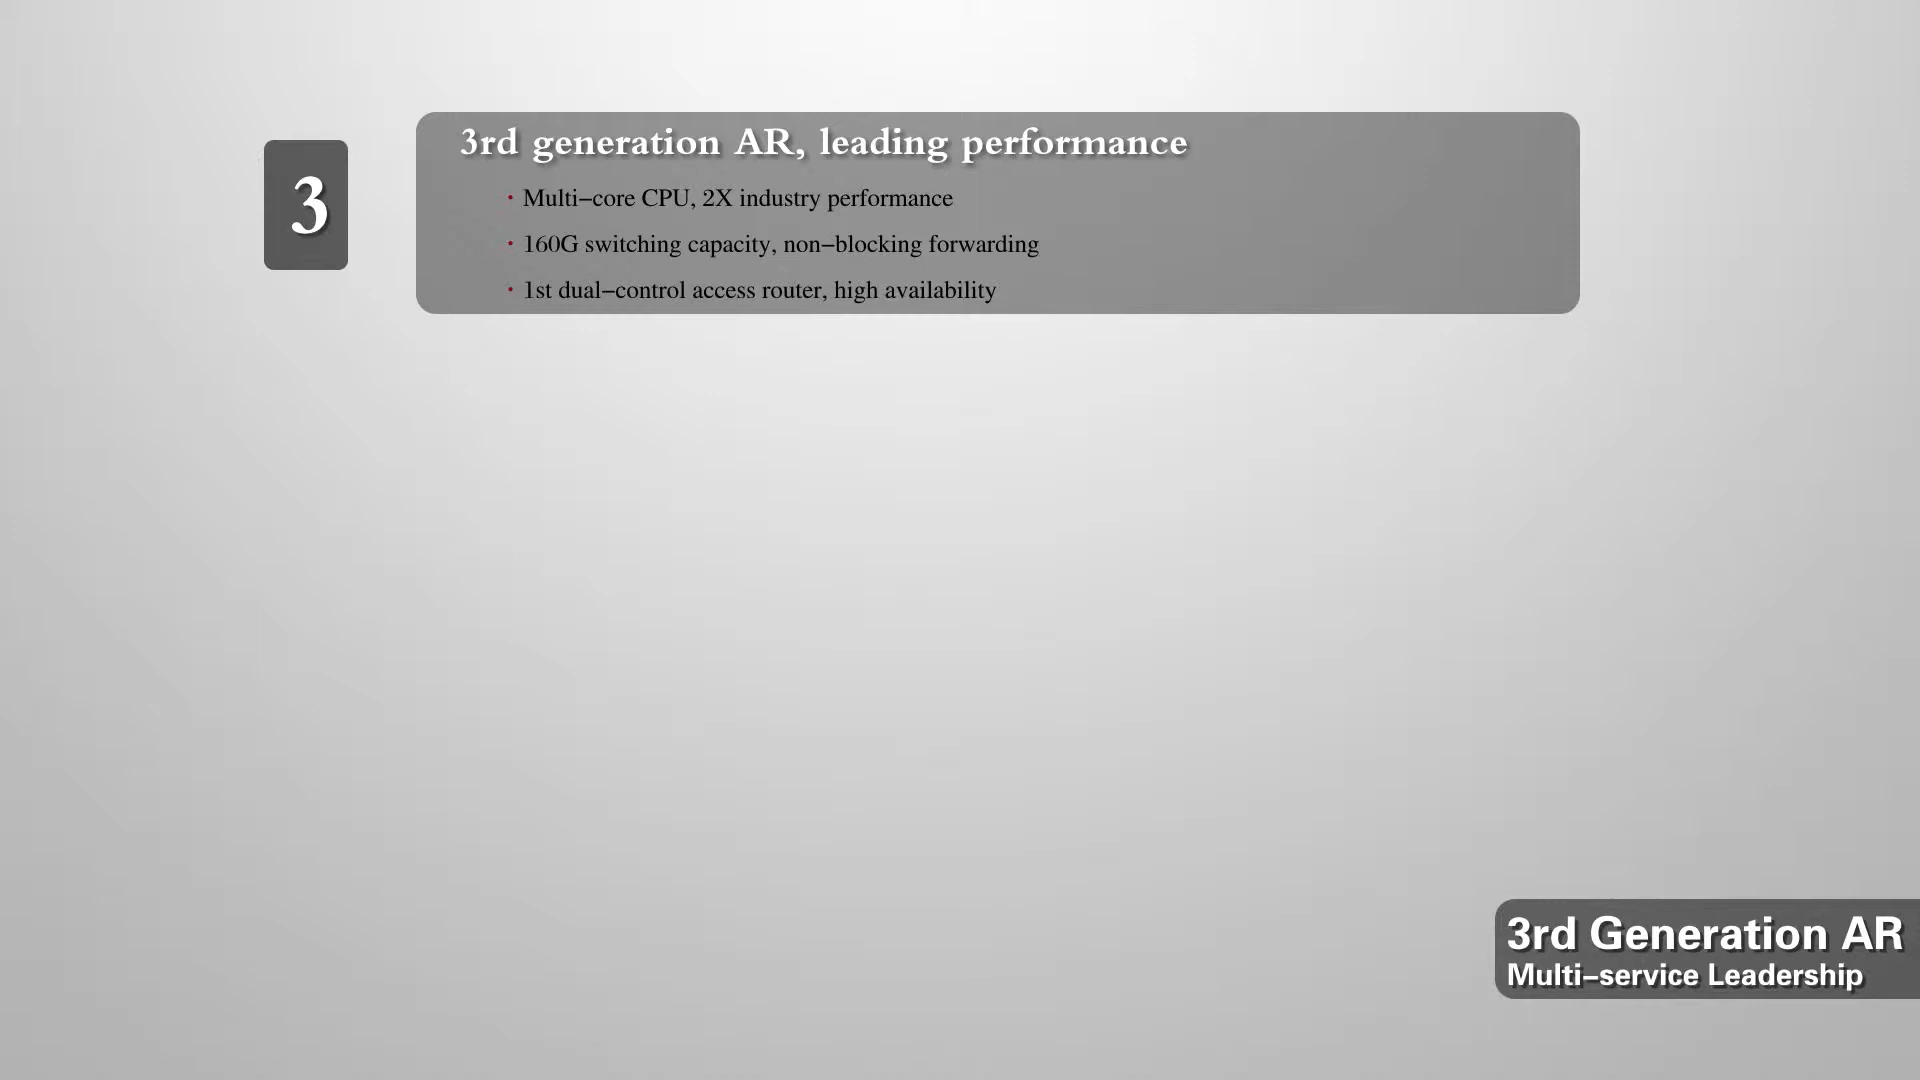 3
3rd generation AR, leading performance
· Multi-core CPU, 2X industry performance
· 160G switching capacity, non-blocking forwarding
· 1st dual-control access router, high availability
3rd Generation AR
Multi-service Leadership